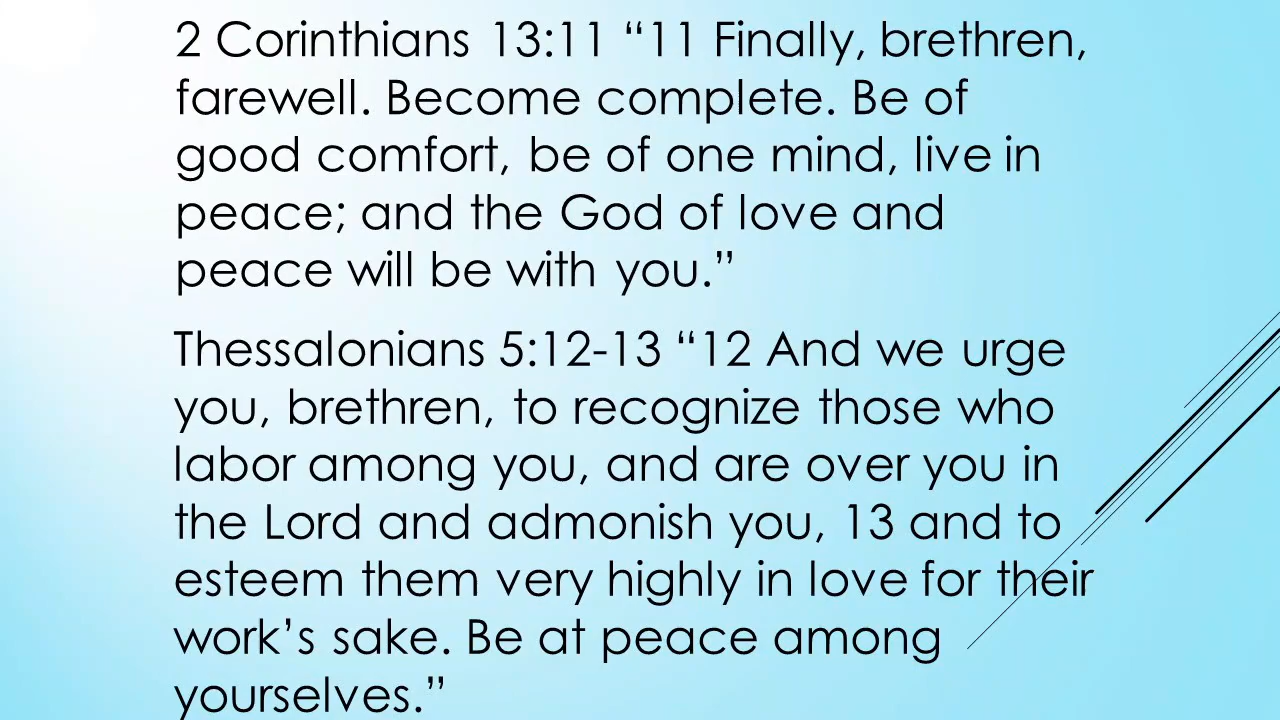 2 Corinthians 13:11 “11 Finally, brethren,
farewell. Become complete. Be of
good comfort, be of one mind, live in
peace; and the God of love and
peace will be with you.”
Thessalonians 5:12-13 “12 And we urge
you, brethren, to recognize those who
labor among you, and are over you in
the Lord and admonish you, 13 and to
esteem them very highly in love for their
work’s sake. Be at peace among
yourselves.”